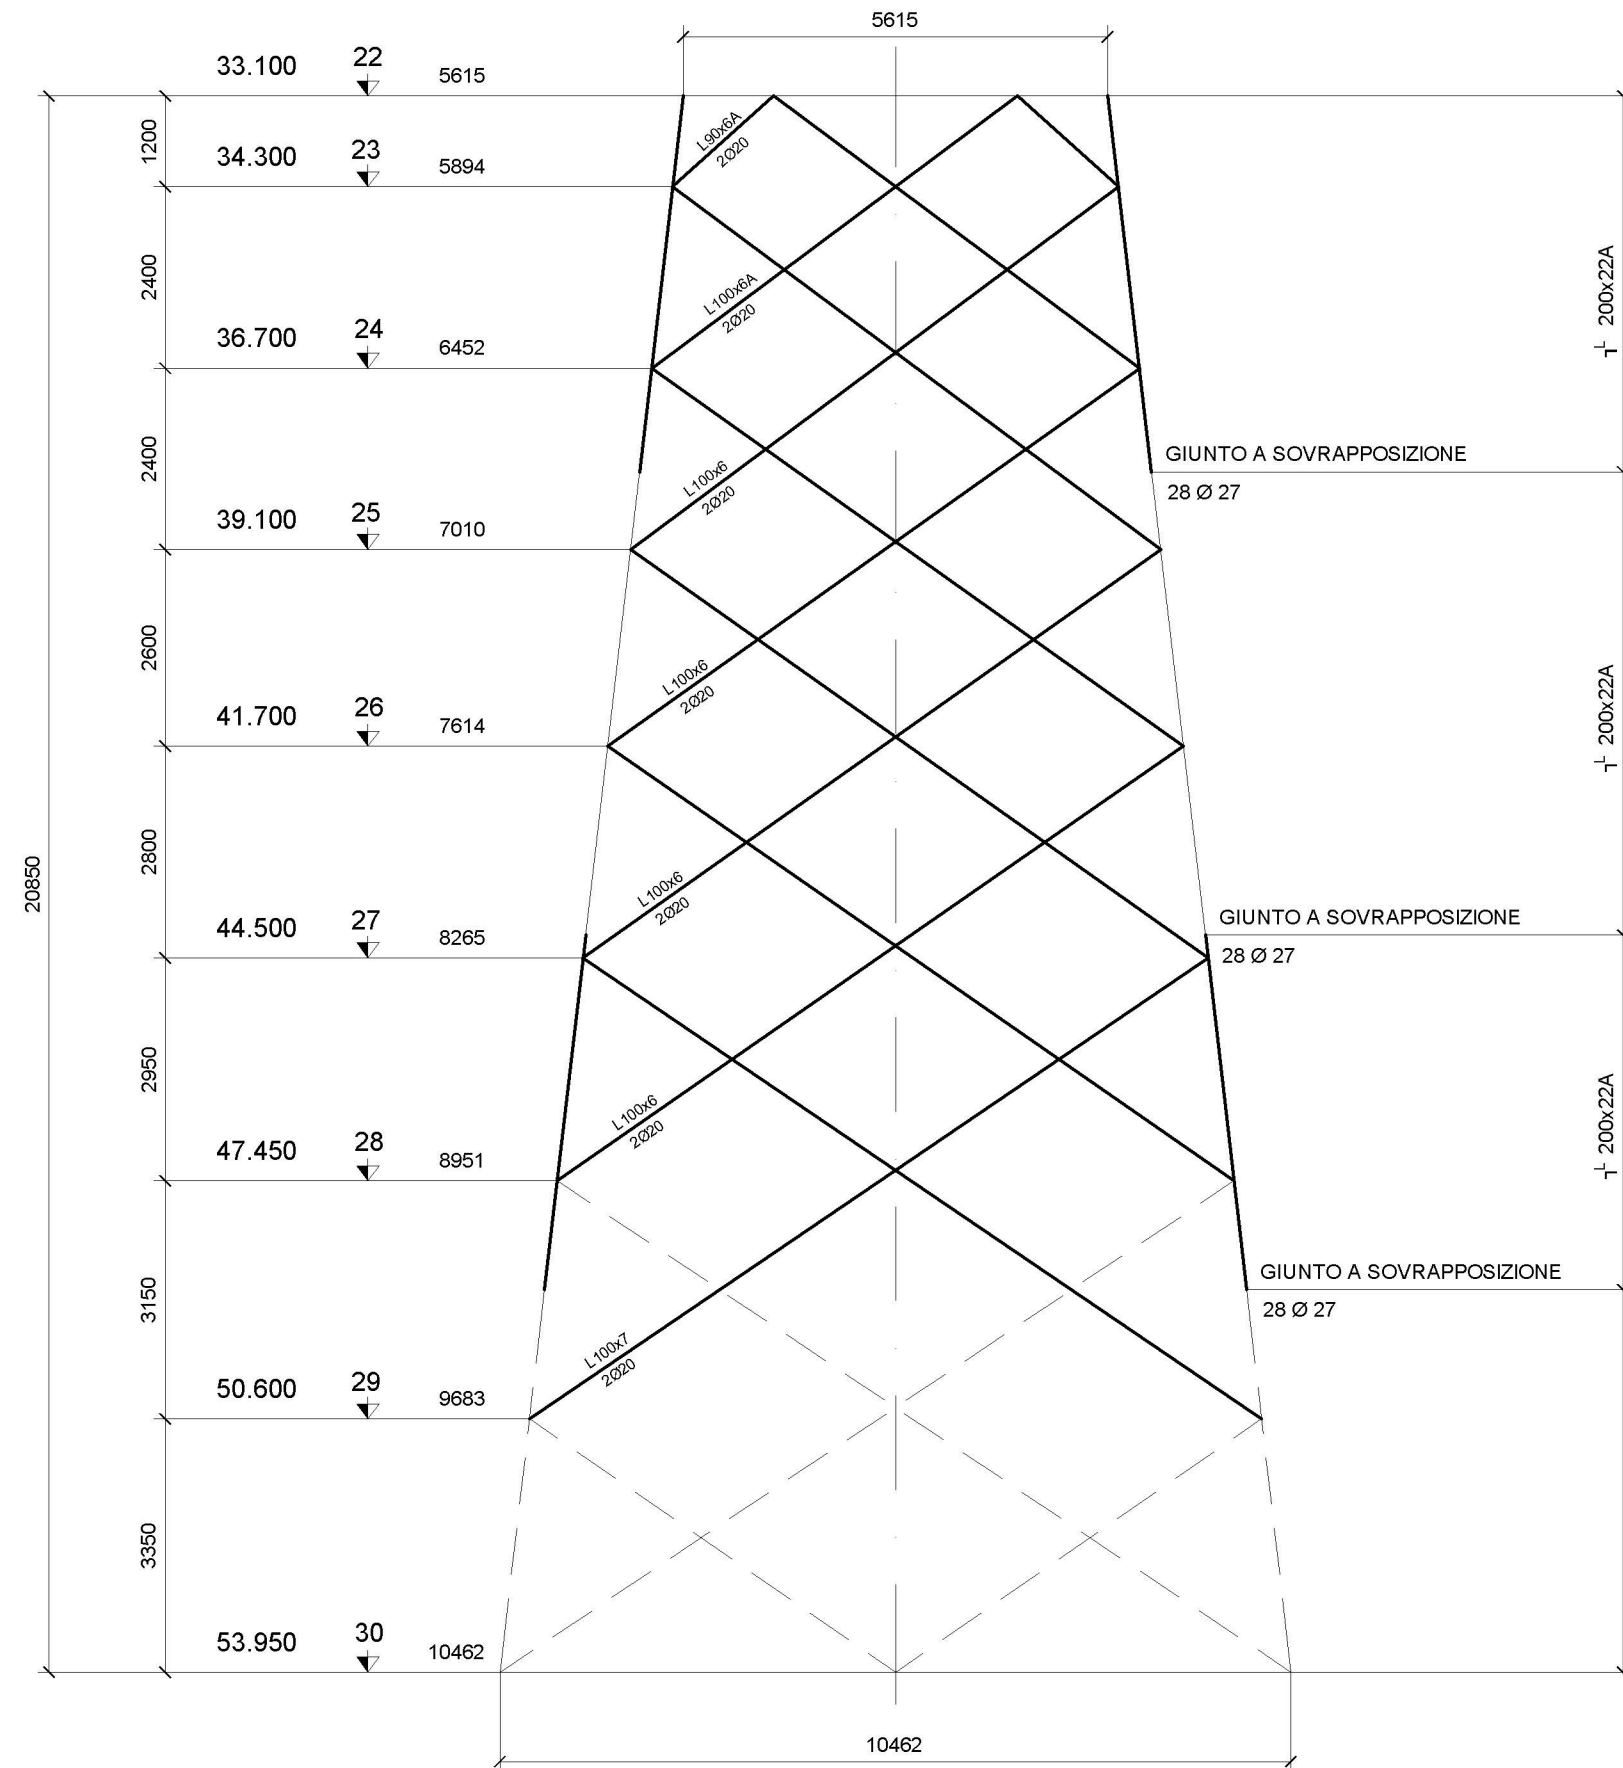 5615
33.100 22 5615
1200
34.300 23 5894
L90x6A
2Ø20
2400
L100x6A
2Ø20
200x22A
36.700 24 6452
2400
L100x6
2Ø20
GIUNTO A SOVRAPPOSIZIONE
28 Ø 27
39.100 25 7010
2600
L100x6
2Ø20
200x22A
41.700 26 7614
2800
20850
L100x6
2Ø20
GIUNTO A SOVRAPPOSIZIONE
28 Ø 27
44.500 27 8265
2950
L100x6
2Ø20
200x22A
47.450 28 8951
3150
GIUNTO A SOVRAPPOSIZIONE
28 Ø 27
L100x7
2Ø20
50.600 29 9683
3350
53.950 30 10462
10462